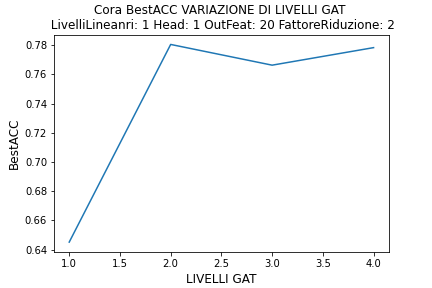 Cora BestACC VARIAZIONE DI LIVELLI GAT
LivelliLineanri: 1 Head: 1 OutFeat: 20 FattoreRiduzione: 2
BestACC
0.78
0.76
0.74
0.72
0.70
0.68
0.66
0.64
1.0 1.5 2.0 2.5 3.0 3.5 4.0
LIVELLI GAT